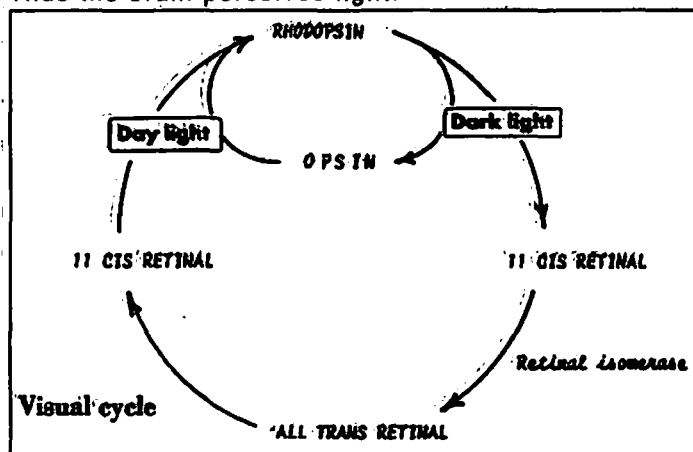 Thus the brain perceives light.
RHODOPSIN
Day light
Dark light
OPSIN
11 CIS RETINAL
11 CIS RETINAL
Retinal isomerase
Visual cycle
ALL TRANS RETINAL